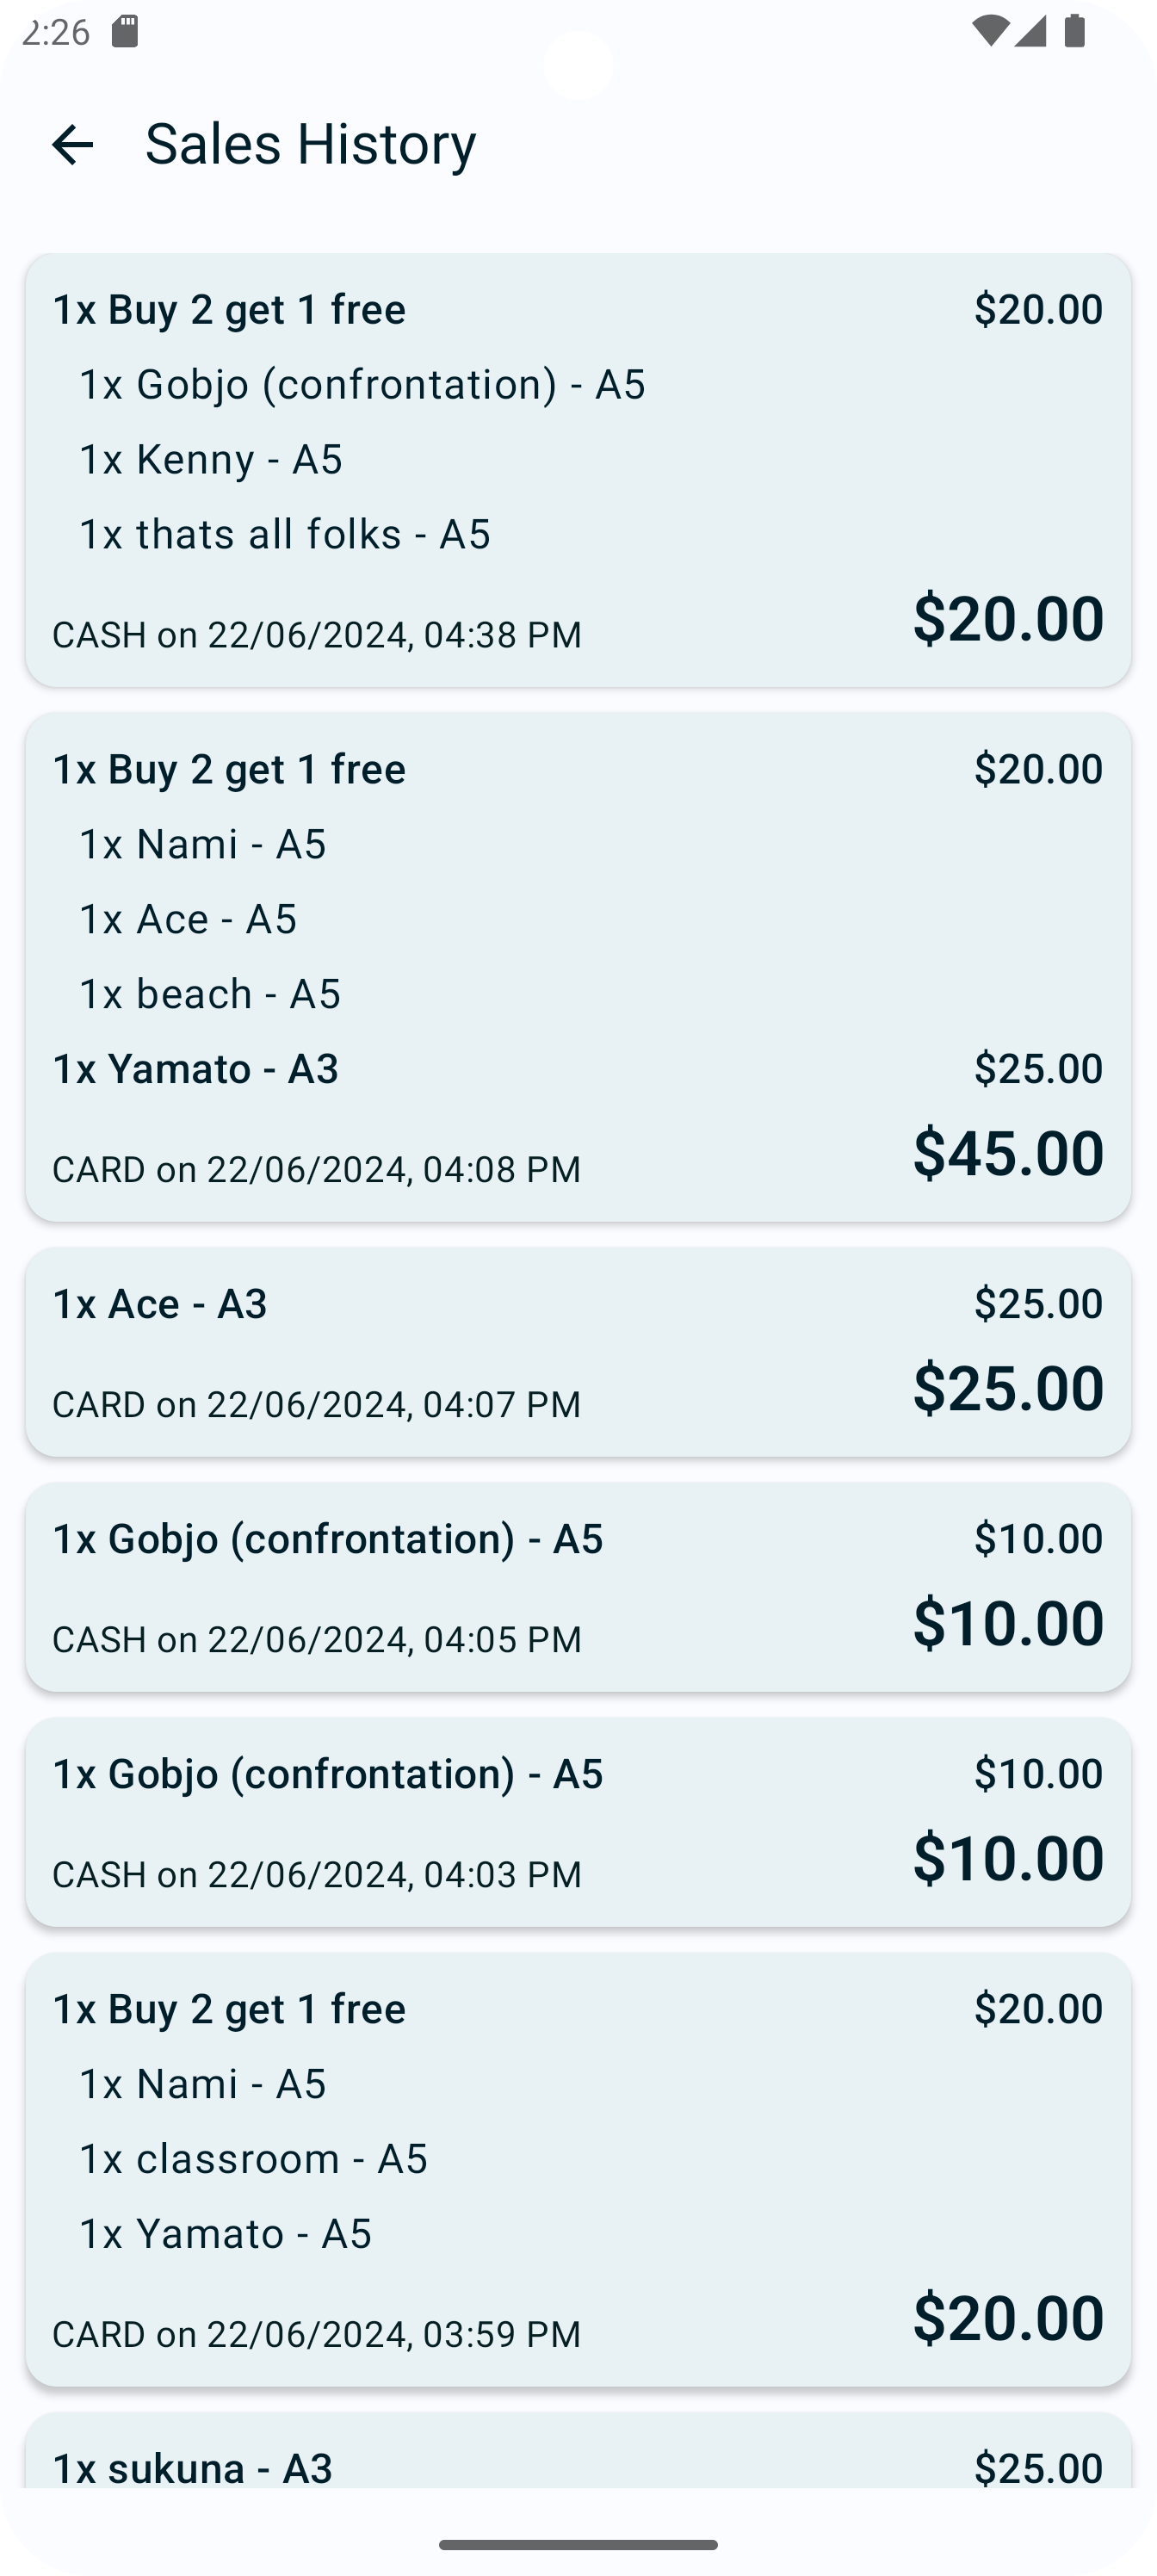 2:26
Sales History
1x Buy 2 get 1 free $20.00
1x Gobjo (confrontation) - A5
1x Kenny - A5
1x thats all folks - A5
CASH on 22/06/2024, 04:38 PM $20.00
1x Buy 2 get 1 free $20.00
1x Nami - A5
1x Ace - A5
1x beach - A5
1x Yamato - A3 $25.00
CARD on 22/06/2024, 04:08 PM $45.00
1x Ace - A3 $25.00
CARD on 22/06/2024, 04:07 PM $25.00
1x Gobjo (confrontation) - A5 $10.00
CASH on 22/06/2024, 04:05 PM $10.00
1x Gobjo (confrontation) - A5 $10.00
CASH on 22/06/2024, 04:03 PM $10.00
1x Buy 2 get 1 free $20.00
1x Nami - A5
1x classroom - A5
1x Yamato - A5
CARD on 22/06/2024, 03:59 PM $20.00
1x sukuna - A3 $25.00